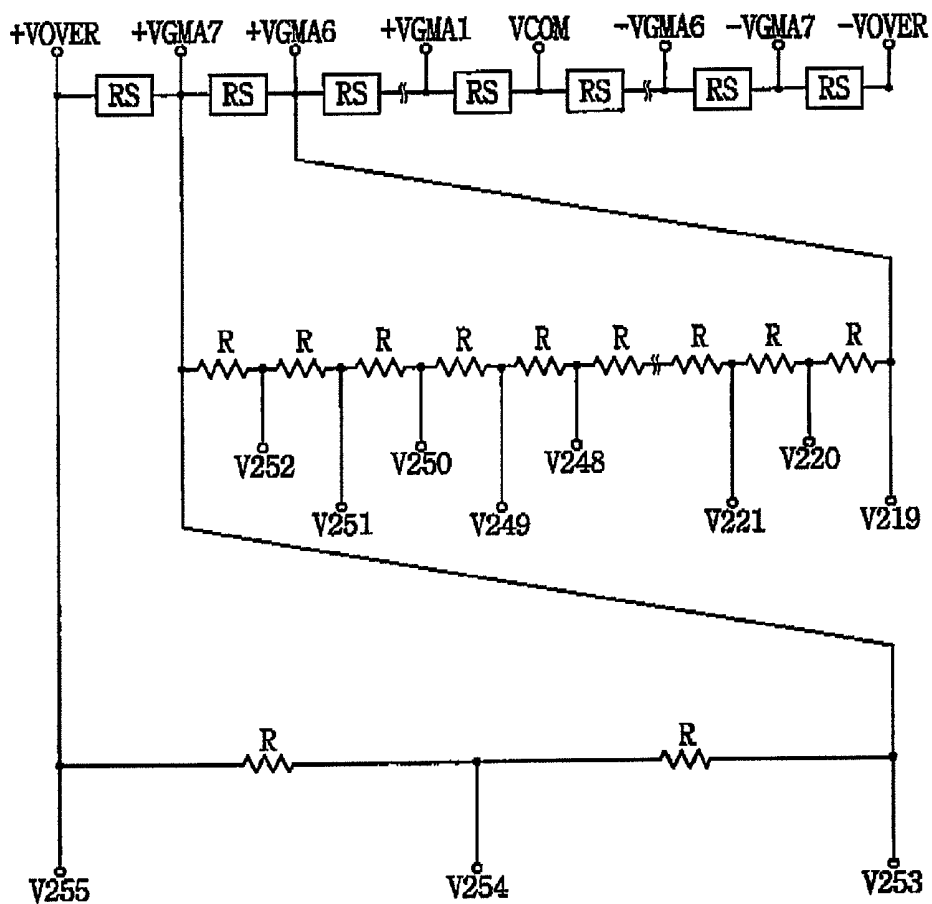 +VOVER +VGMA7 +VGMA6 +VGMA1 VCOM -VGMA6 -VGMA7 -VOVER
RS RS RS RS RS RS RS
R R R R R R R R R
V252 V250 V248 V220
V251 V249 V221 V219
R R
V255 V254 V253